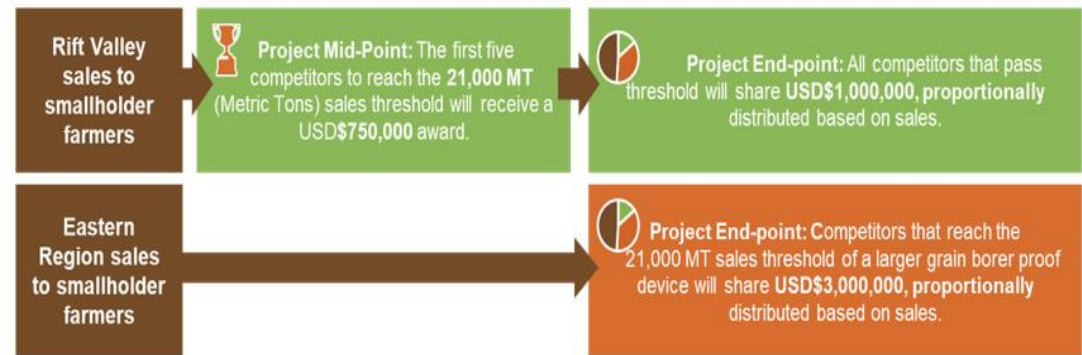 Rift Valley
sales to
smallholder
farmers
Project Mid-Point: The first five
competitors to reach the 21,000 MT
(Metric Tons) sales threshold will receive a
USD$750,000 award.
Project End-point: All competitors that pass
threshold will share USD$1,000,000, proportionally
distributed based on sales.
Eastern
Region sales
to smallholder
farmers
Project End-point: Competitors that reach the
21,000 MT sales threshold of a larger grain borer proof
device will share USD$3,000,000, proportionally
distributed based on sales.